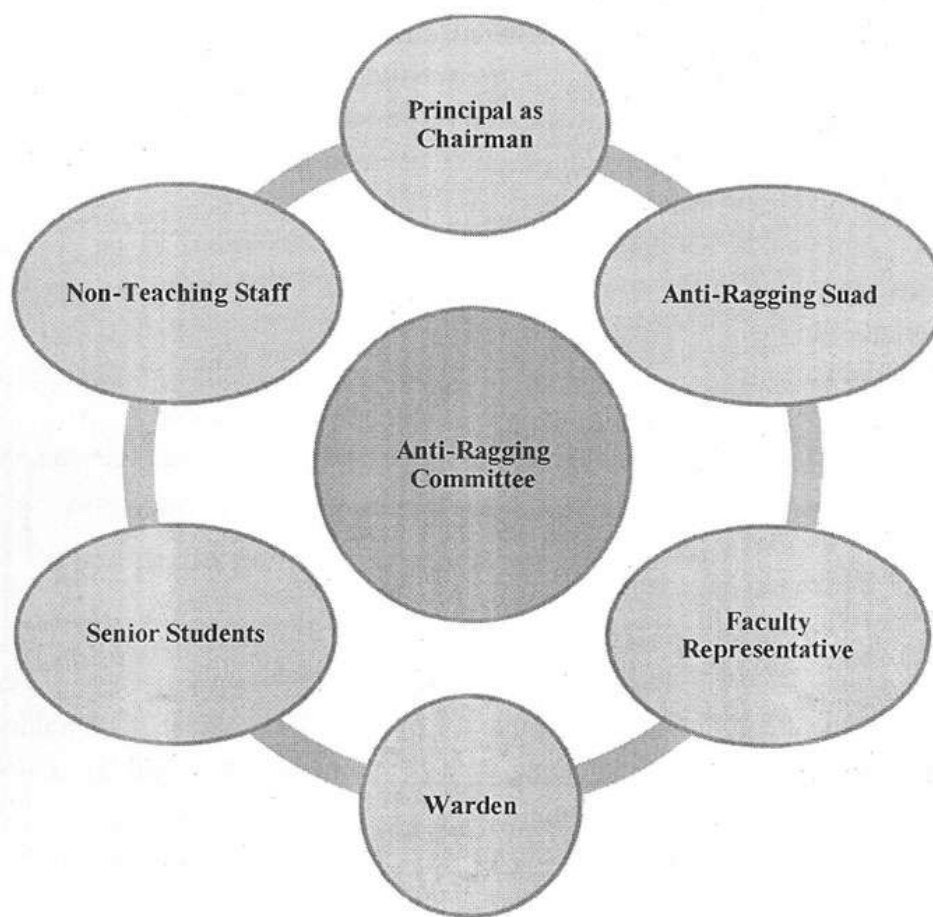 Principal as
Chairman
Non-Teaching Staff
Anti-Ragging Suad
Anti-Ragging
Committee
Senior Students
Faculty
Representative
Warden